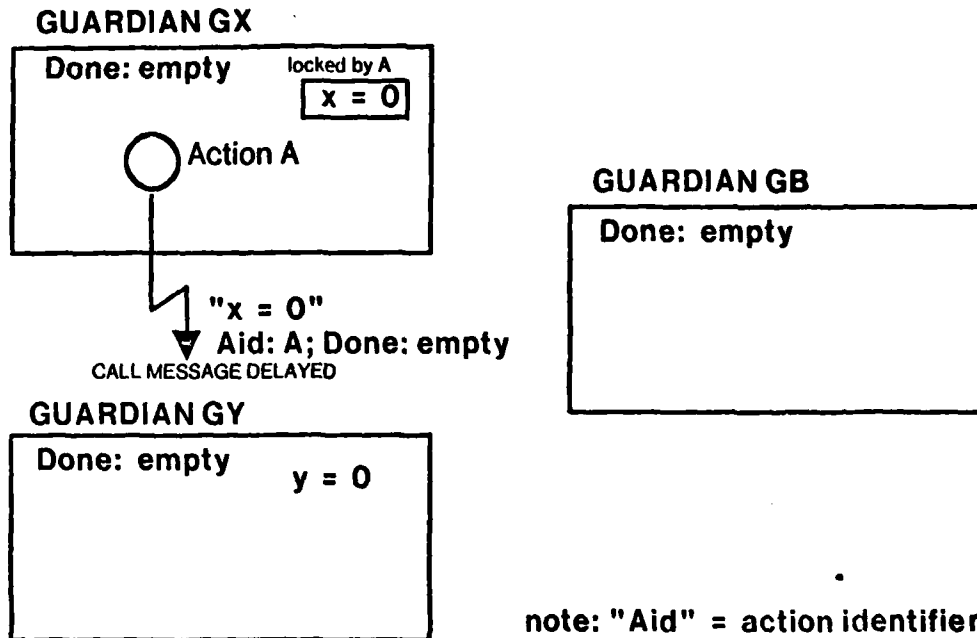 GUARDIAN GX
Done: empty
locked by A
x = 0
Action A
"x = 0"
Aid: A; Done: empty
CALL MESSAGE DELAYED
GUARDIAN GB
Done: empty
GUARDIAN GY
Done: empty
y = 0
note: "Aid" = action identifier